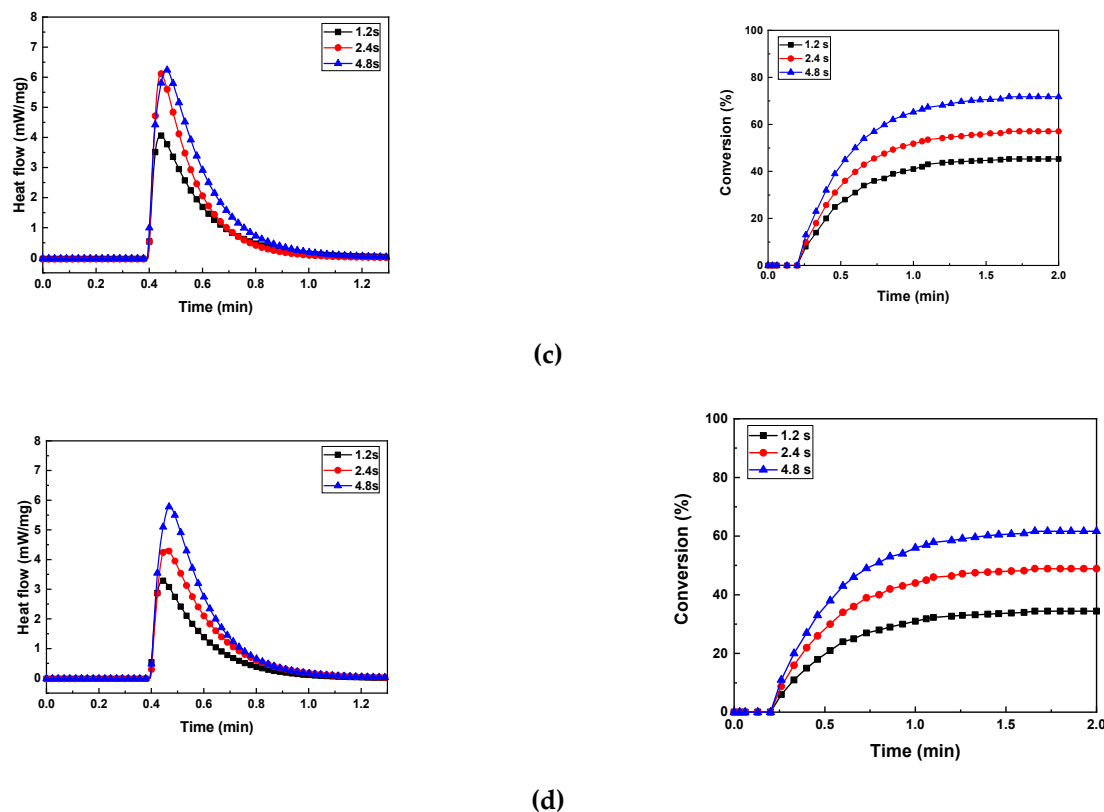 8
7
6
5
4
3
2
1
0
Heat flow (mW/mg)
1.2s
2.4s
4.8s
0.0 0.2 0.4 0.6 0.8 1.0 1.2
Time (min)
100
80
60
40
20
0
Conversion (%)
1.2 s
2.4 s
4.8 s
0.0 0.5 1.0 1.5 2.0
Time (min)
(c)
8
7
6
5
4
3
2
1
0
Heat flow (mW/mg)
1.2s
2.4s
4.8s
0.0 0.2 0.4 0.6 0.8 1.0 1.2
Time (min)
100
80
60
40
20
0
Conversion (%)
1.2 s
2.4 s
4.8 s
0.0 0.5 1.0 1.5 2.0
Time (min)
(d)